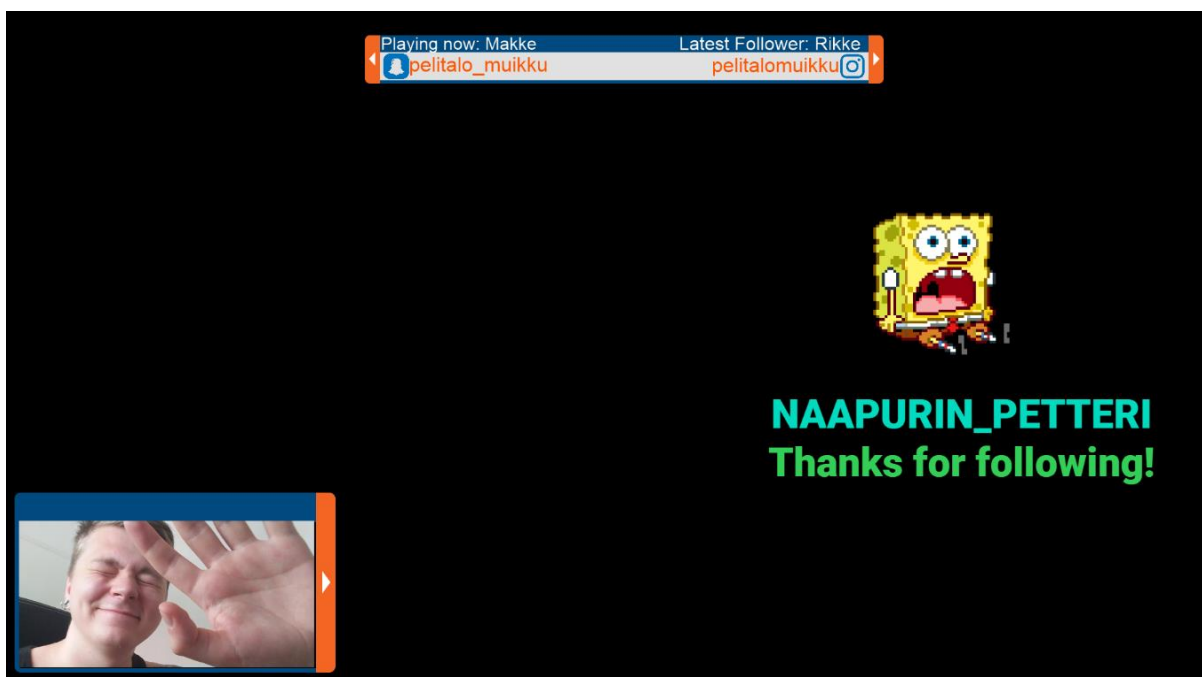 Playing now: Makke
Latest Follower: Rikke
pelitalo_muikku
pelitalomuikku
NAAPURIN_PETTERI
Thanks for following!